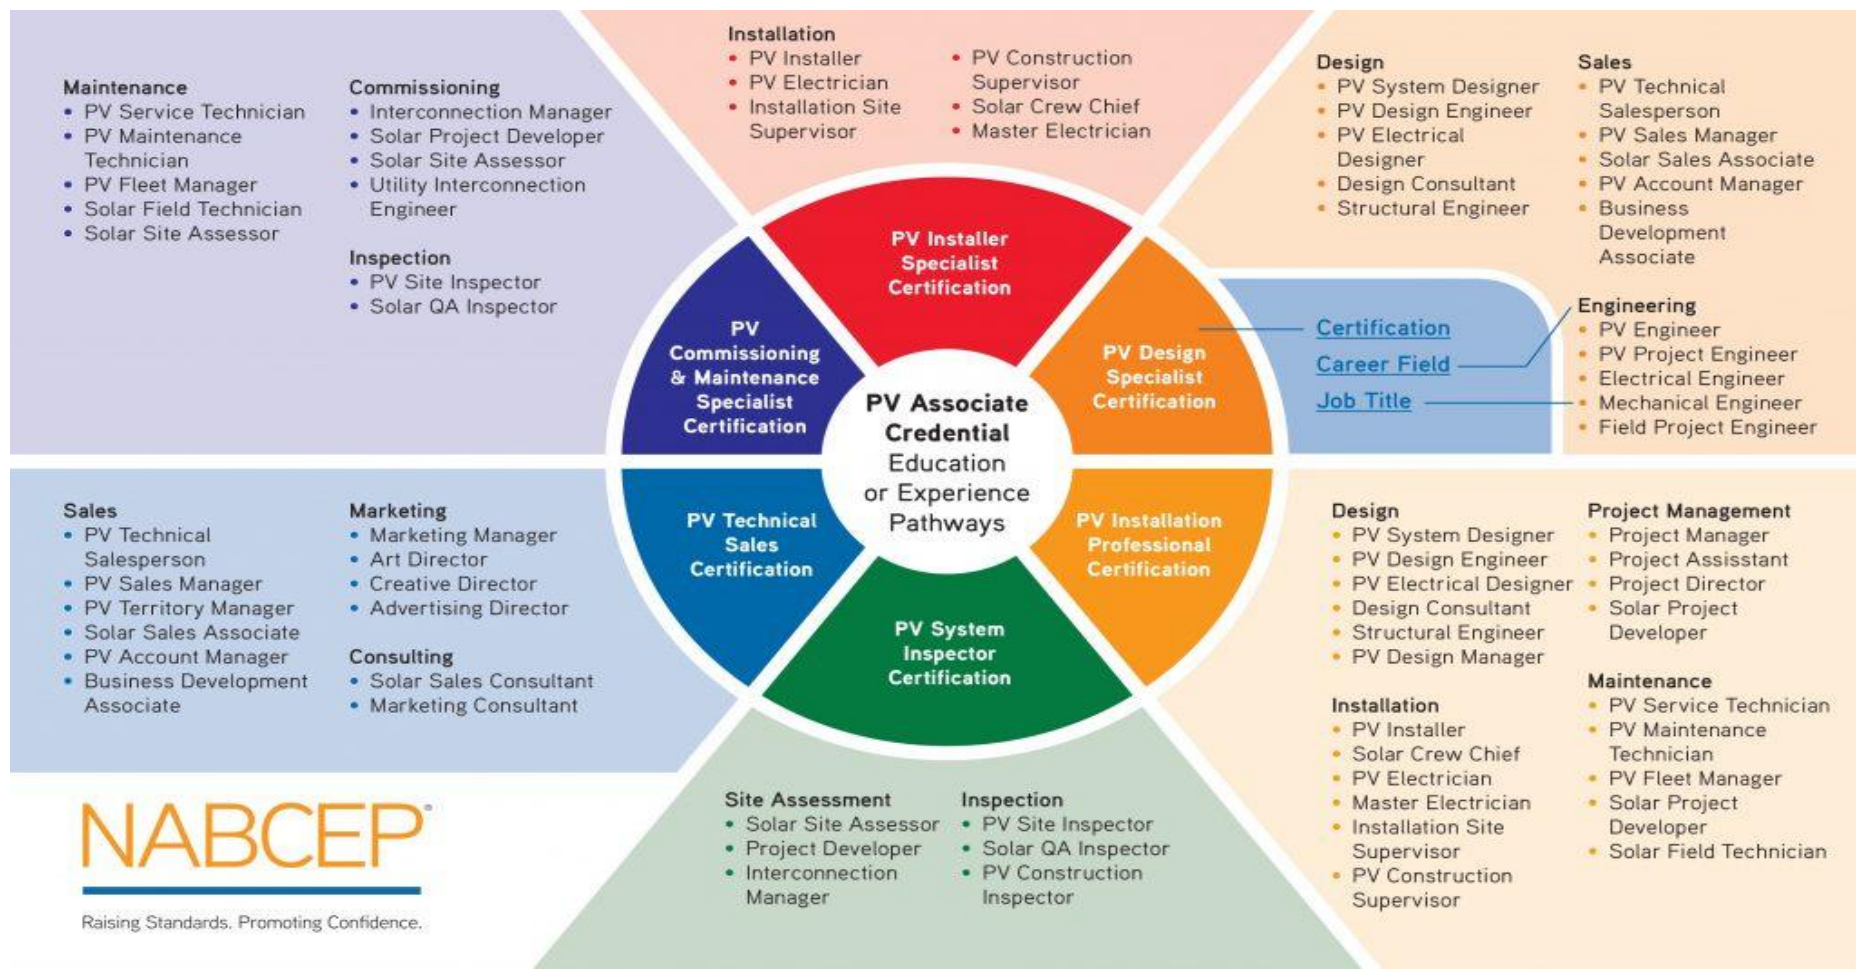 Maintenance
• PV Service Technician
• PV Maintenance
Technician
• PV Fleet Manager
• Solar Field Technician
• Solar Site Assessor
Commissioning
• Interconnection Manager
• Solar Project Developer
• Solar Site Assessor
• Utility Interconnection
Engineer
Inspection
• PV Site Inspector
• Solar QA Inspector
Installation
• PV Installer
• PV Electrician
• Installation Site
Supervisor
• PV Construction
Supervisor
• Solar Crew Chief
• Master Electrician
Design
• PV System Designer
• PV Design Engineer
• PV Electrical
Designer
• Design Consultant
• Structural Engineer
Sales
• PV Technical
Salesperson
• PV Sales Manager
• Solar Sales Associate
• PV Account Manager
• Business
Development
Associate
Engineering
• PV Engineer
• PV Project Engineer
• Electrical Engineer
• Mechanical Engineer
• Field Project Engineer
Certification
Career Field
Job Title
PV Installer
Specialist
Certification
PV Design
Specialist
Certification
PV
Commissioning
& Maintenance
Specialist
Certification
PV Associate
Credential
Education
or Experience
Pathways
PV Technical
Sales
Certification
PV Installation
Professional
Certification
PV System
Inspector
Certification
Sales
• PV Technical
Salesperson
• PV Sales Manager
• PV Territory Manager
• Solar Sales Associate
• PV Account Manager
• Business Development
Associate
Marketing
• Marketing Manager
• Art Director
• Creative Director
• Advertising Director
Consulting
• Solar Sales Consultant
• Marketing Consultant
Site Assessment
• Solar Site Assessor
• Project Developer
• Interconnection
Manager
Inspection
• PV Site Inspector
• Solar QA Inspector
• PV Construction
Inspector
Design
• PV System Designer
• PV Design Engineer
• PV Electrical Designer
• Design Consultant
• Structural Engineer
• PV Design Manager
Installation
• PV Installer
• Solar Crew Chief
• PV Electrician
• Master Electrician
• Installation Site
Supervisor
• PV Construction
Supervisor
Project Management
• Project Manager
• Project Assisstant
• Project Director
• Solar Project
Developer
Maintenance
• PV Service Technician
• PV Maintenance
Technician
• PV Fleet Manager
• Solar Project
Developer
• Solar Field Technician
NABCEP®
Raising Standards. Promoting Confidence.